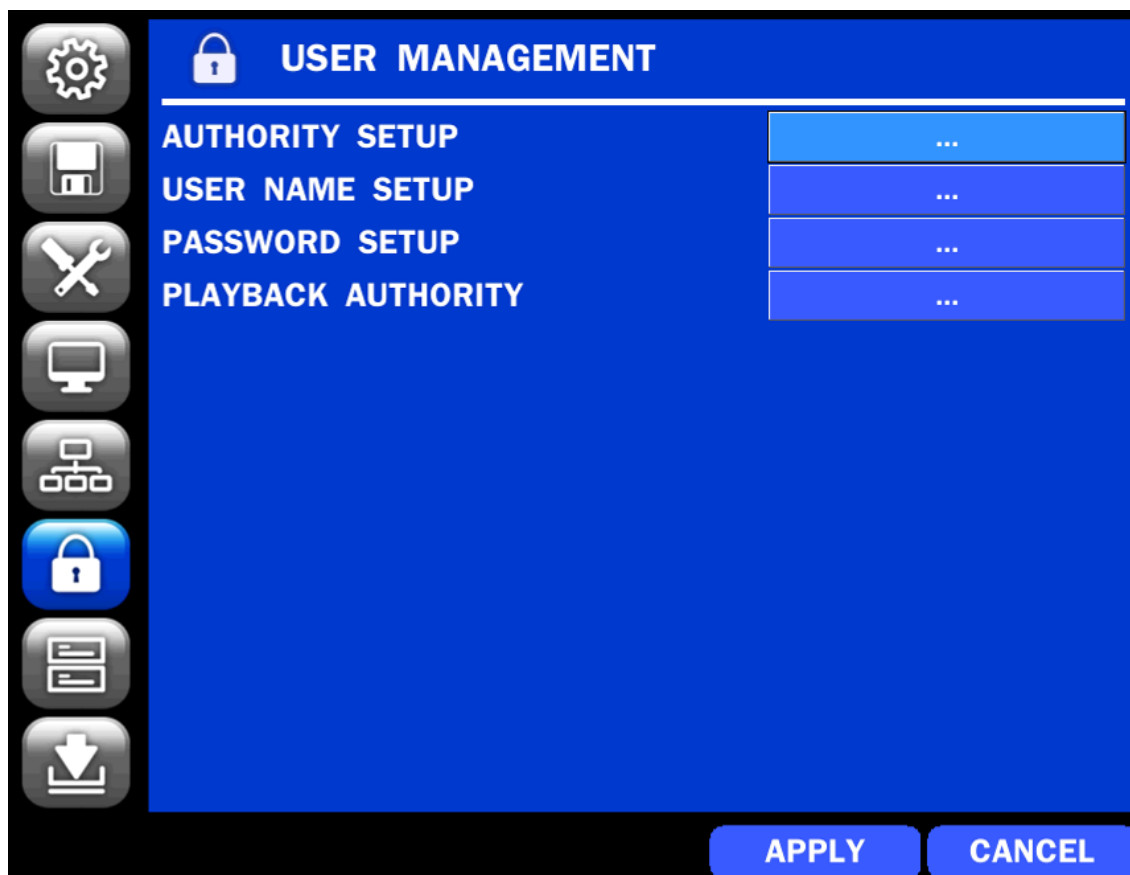 USER MANAGEMENT
AUTHORITY SETUP ...
USER NAME SETUP ...
PASSWORD SETUP ...
PLAYBACK AUTHORITY ...
APPLY CANCEL